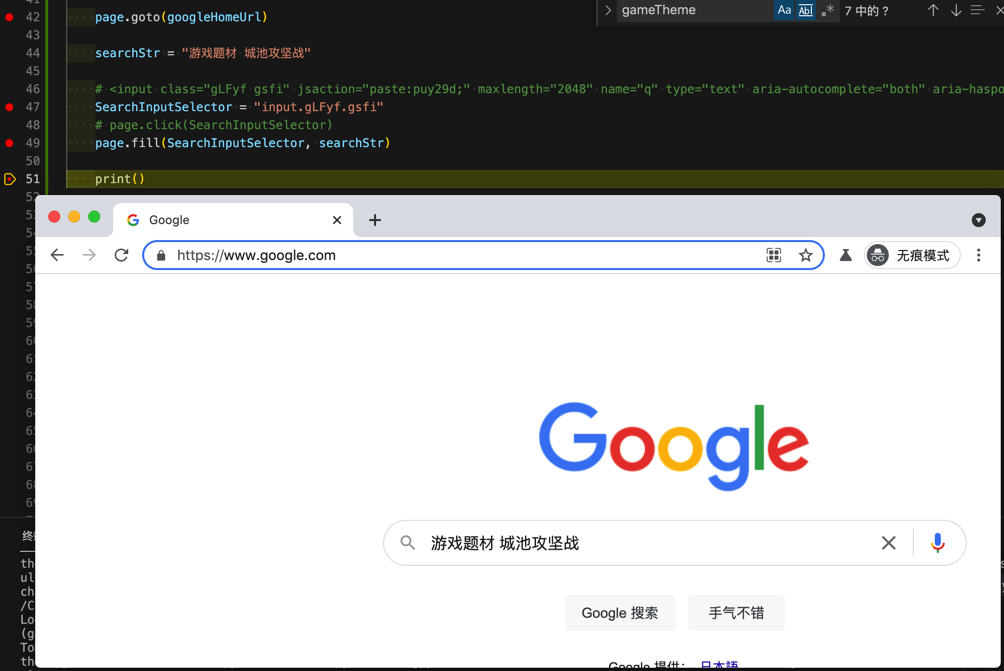 gameTheme Aa Abl .* 7 中的 ?
42 page.goto(googleHomeUrl)
43
44 searchStr = "游戏题材 城池攻坚战"
45
46 # <input class="gLFyf gsfi" jsaction="paste:puy29d;" maxlength="2048" name="q" type="text" aria-autocomplete="both" aria-haspo
47 SearchInputSelector = "input.gLFyf.gsfi"
48 # page.click(SearchInputSelector)
49 page.fill(SearchInputSelector, searchStr)
50
51 print()
Google
https://www.google.com 无痕模式
Google
游戏题材 城池攻坚战
Google 搜索 手气不错
Google 提供: 日本語